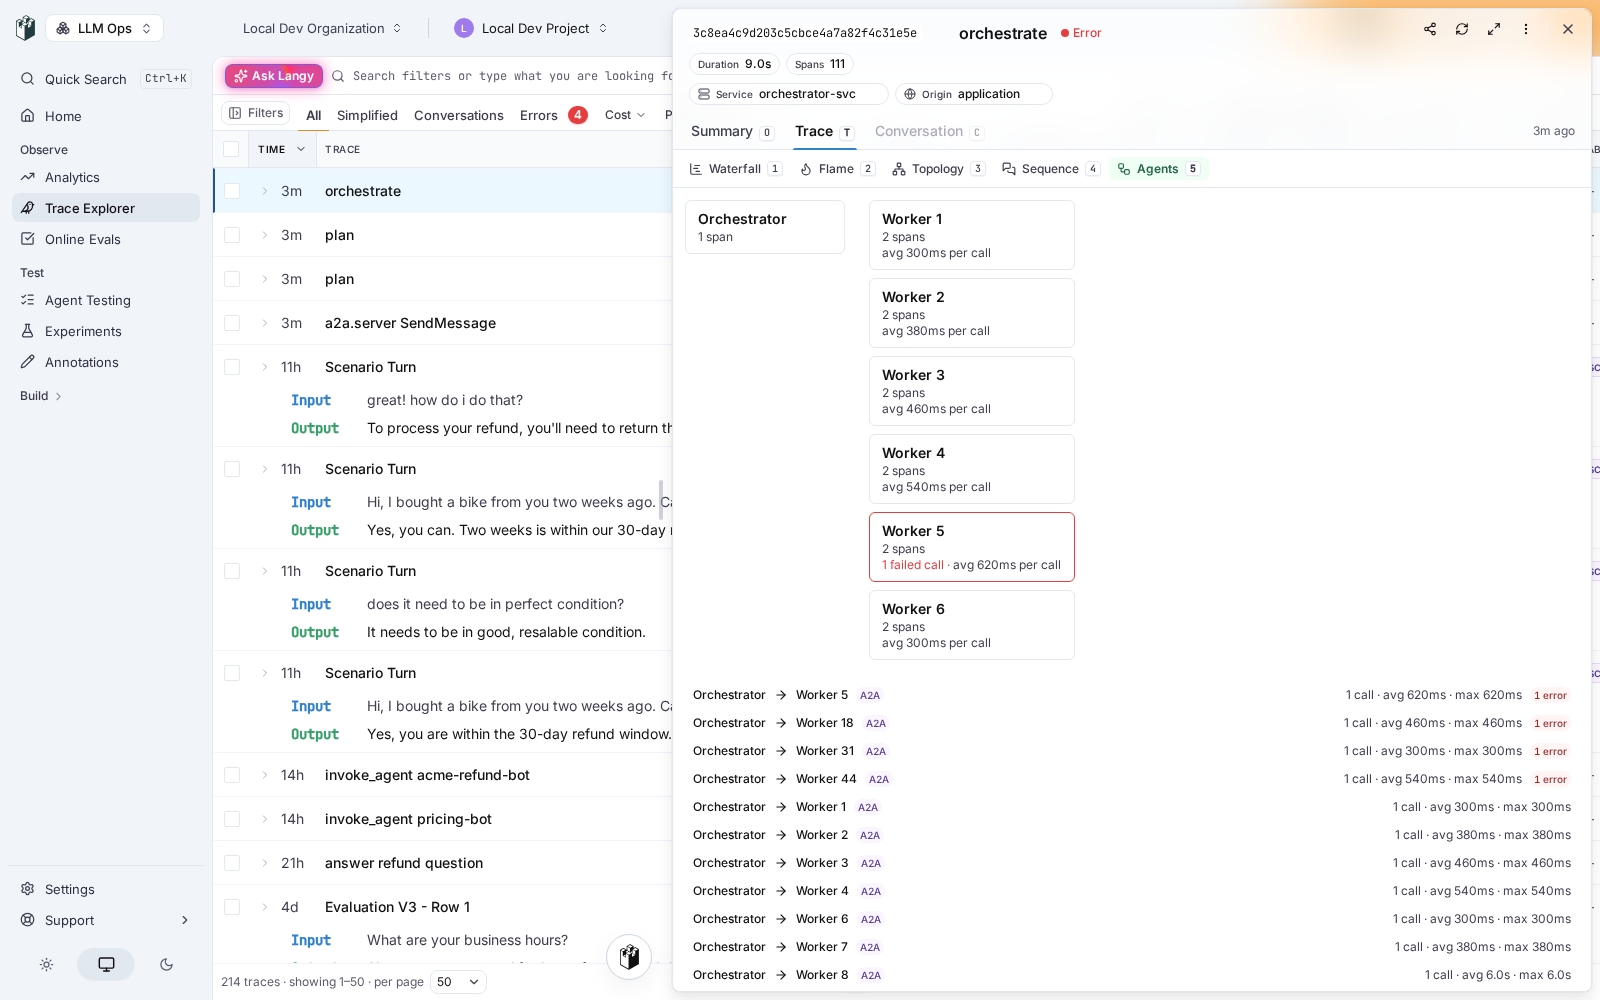 LLM Ops
Local Dev Organization
L
Local Dev Project
Quick Search
Ctrl+K
Home
Observe
Analytics
Trace Explorer
Online Evals
Test
Agent Testing
Experiments
Annotations
Build
Settings
Support
Ask Langy
Search filters or type what you are looking fo
Filters
All
Simplified
Conversations
Errors
4
Cost
P
TIME
TRACE
3m
orchestrate
3m
plan
3m
plan
3m
a2a.server SendMessage
11h
Scenario Turn
Input
great! how do i do that?
Output
To process your refund, you'll need to return th
11h
Scenario Turn
Input
Hi, I bought a bike from you two weeks ago. Ca
Output
Yes, you can. Two weeks is within our 30-day r
11h
Scenario Turn
Input
does it need to be in perfect condition?
Output
It needs to be in good, resalable condition.
11h
Scenario Turn
Input
Hi, I bought a bike from you two weeks ago. Ca
Output
Yes, you are within the 30-day refund window.
14h
invoke_agent acme-refund-bot
14h
invoke_agent pricing-bot
21h
answer refund question
4d
Evaluation V3 - Row 1
Input
What are your business hours?
214 traces · showing 1–50 · per page
50
3c8ea4c9d203c5cbce4a7a82f4c31e5e
orchestrate
Error
Duration 9.0s
Spans 111
Service orchestrator-svc
Origin application
Summary O
Trace T
Conversation C
3m ago
Waterfall 1
Flame 2
Topology 3
Sequence 4
Agents 5
Orchestrator
1 span
Worker 1
2 spans
avg 300ms per call
Worker 2
2 spans
avg 380ms per call
Worker 3
2 spans
avg 460ms per call
Worker 4
2 spans
avg 540ms per call
Worker 5
2 spans
1 failed call · avg 620ms per call
Worker 6
2 spans
avg 300ms per call
Orchestrator → Worker 5 A2A 1 call · avg 620ms · max 620ms 1 error
Orchestrator → Worker 18 A2A 1 call · avg 460ms · max 460ms 1 error
Orchestrator → Worker 31 A2A 1 call · avg 300ms · max 300ms 1 error
Orchestrator → Worker 44 A2A 1 call · avg 540ms · max 540ms 1 error
Orchestrator → Worker 1 A2A 1 call · avg 300ms · max 300ms
Orchestrator → Worker 2 A2A 1 call · avg 380ms · max 380ms
Orchestrator → Worker 3 A2A 1 call · avg 460ms · max 460ms
Orchestrator → Worker 4 A2A 1 call · avg 540ms · max 540ms
Orchestrator → Worker 6 A2A 1 call · avg 300ms · max 300ms
Orchestrator → Worker 7 A2A 1 call · avg 380ms · max 380ms
Orchestrator → Worker 8 A2A 1 call · avg 6.0s · max 6.0s